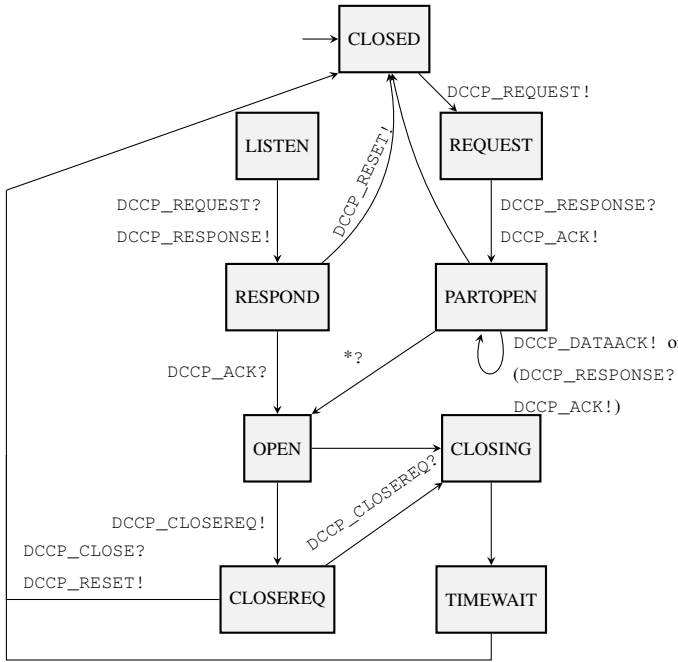 CLOSED
DCCP_REQUEST!
LISTEN
REQUEST
DCCP_RESET!
DCCP_REQUEST?
DCCP_RESPONSE!
DCCP_RESPONSE?
DCCP_ACK!
RESPOND
PARTOPEN
DCCP_ACK?
*?
DCCP_DATAACK! o
(DCCP_RESPONSE?
DCCP_ACK!)
OPEN
CLOSING
DCCP_CLOSEREQ!
DCCP_CLOSEREQ?
DCCP_CLOSE?
DCCP_RESET!
CLOSEREQ
TIMEWAIT